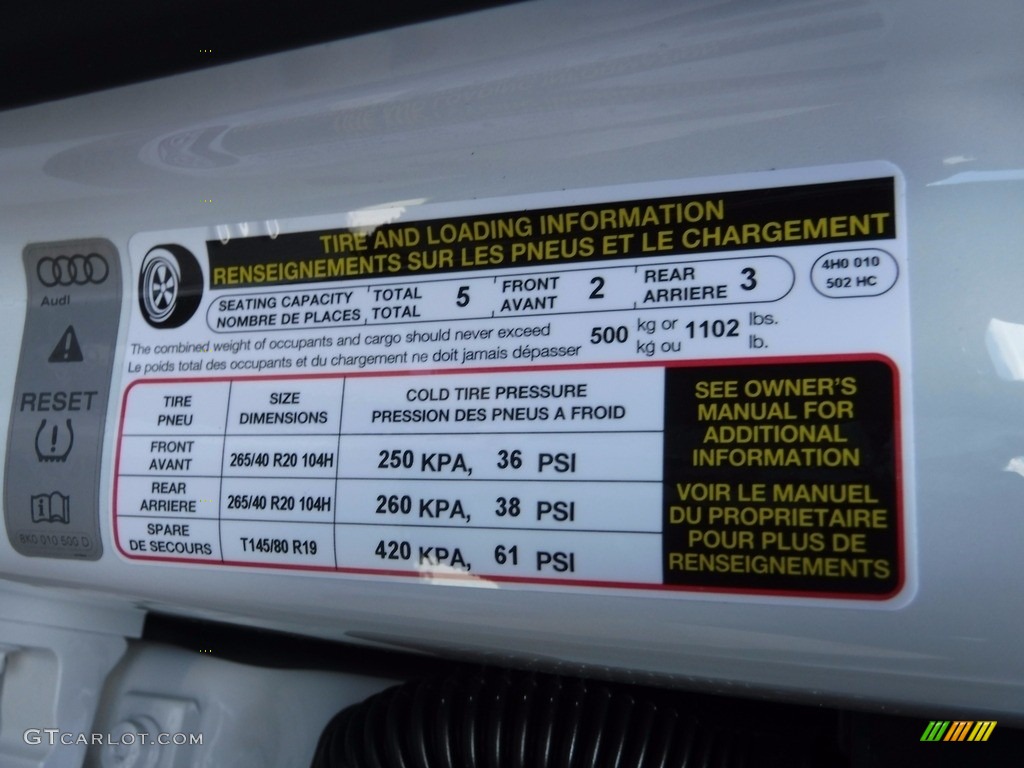 TIRE AND LOADING INFORMATION
RENSEIGNEMENTS SUR LES PNEUS ET LE CHARGEMENT
SEATING CAPACITY TOTAL 5 FRONT 2 REAR 3
NOMBRE DE PLACES TOTAL AVANT ARRIERE
4H0 010
502 HC
The combined weight of occupants and cargo should never exceed 500 kg or 1102 lbs.
Le poids total des occupants et du chargement ne doit jamais dépasser kg ou lb.
TIRE SIZE COLD TIRE PRESSURE
PNEU DIMENSIONS PRESSION DES PNEUS A FROID
FRONT
AVANT 265/40 R20 104H 250 KPA, 36 PSI
REAR
ARRIERE 265/40 R20 104H 260 KPA, 38 PSI
SPARE
DE SECOURS T145/80 R19 420 KPA, 61 PSI
SEE OWNER'S
MANUAL FOR
ADDITIONAL
INFORMATION
VOIR LE MANUEL
DU PROPRIETAIRE
POUR PLUS DE
RENSEIGNEMENTS
Audi
RESET
8K0 010 500 D
GTCARLOT.COM